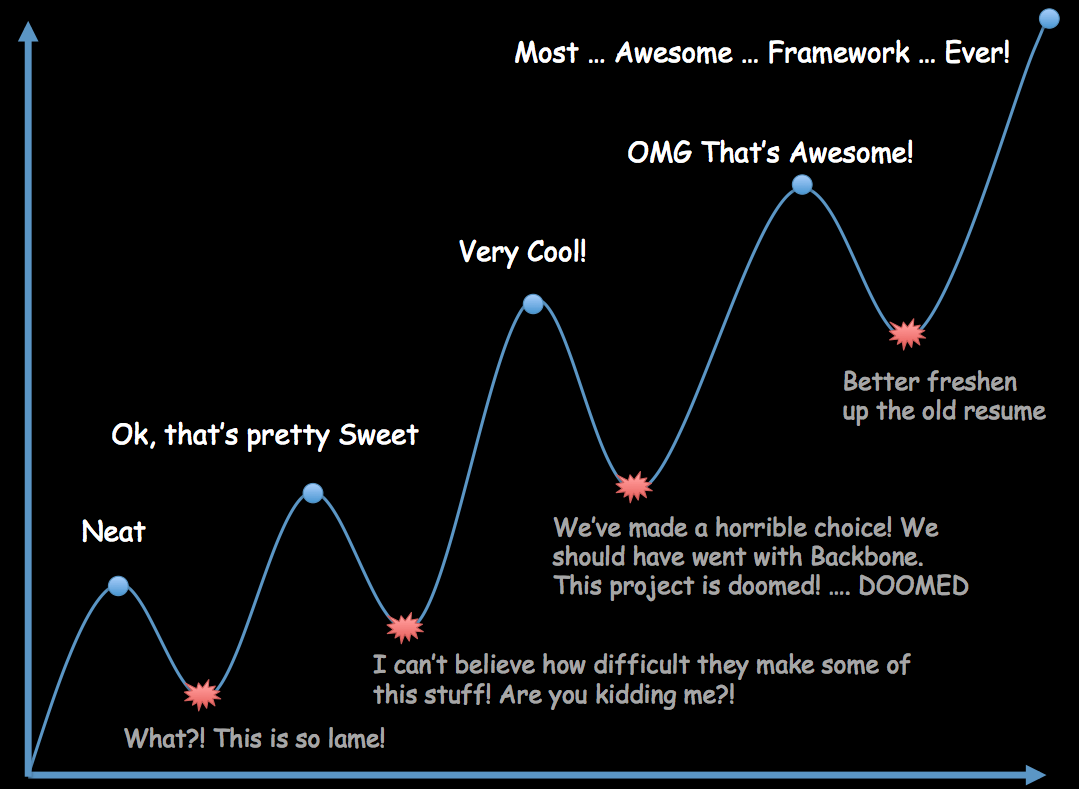 Most ... Awesome ... Framework ... Ever!
OMG That's Awesome!
Very Cool!
Better freshen
up the old resume
Ok, that's pretty Sweet
Neat
We've made a horrible choice! We
should have went with Backbone.
This project is doomed! .... DOOMED
I can't believe how difficult they make some of
this stuff! Are you kidding me?!
What?! This is so lame!